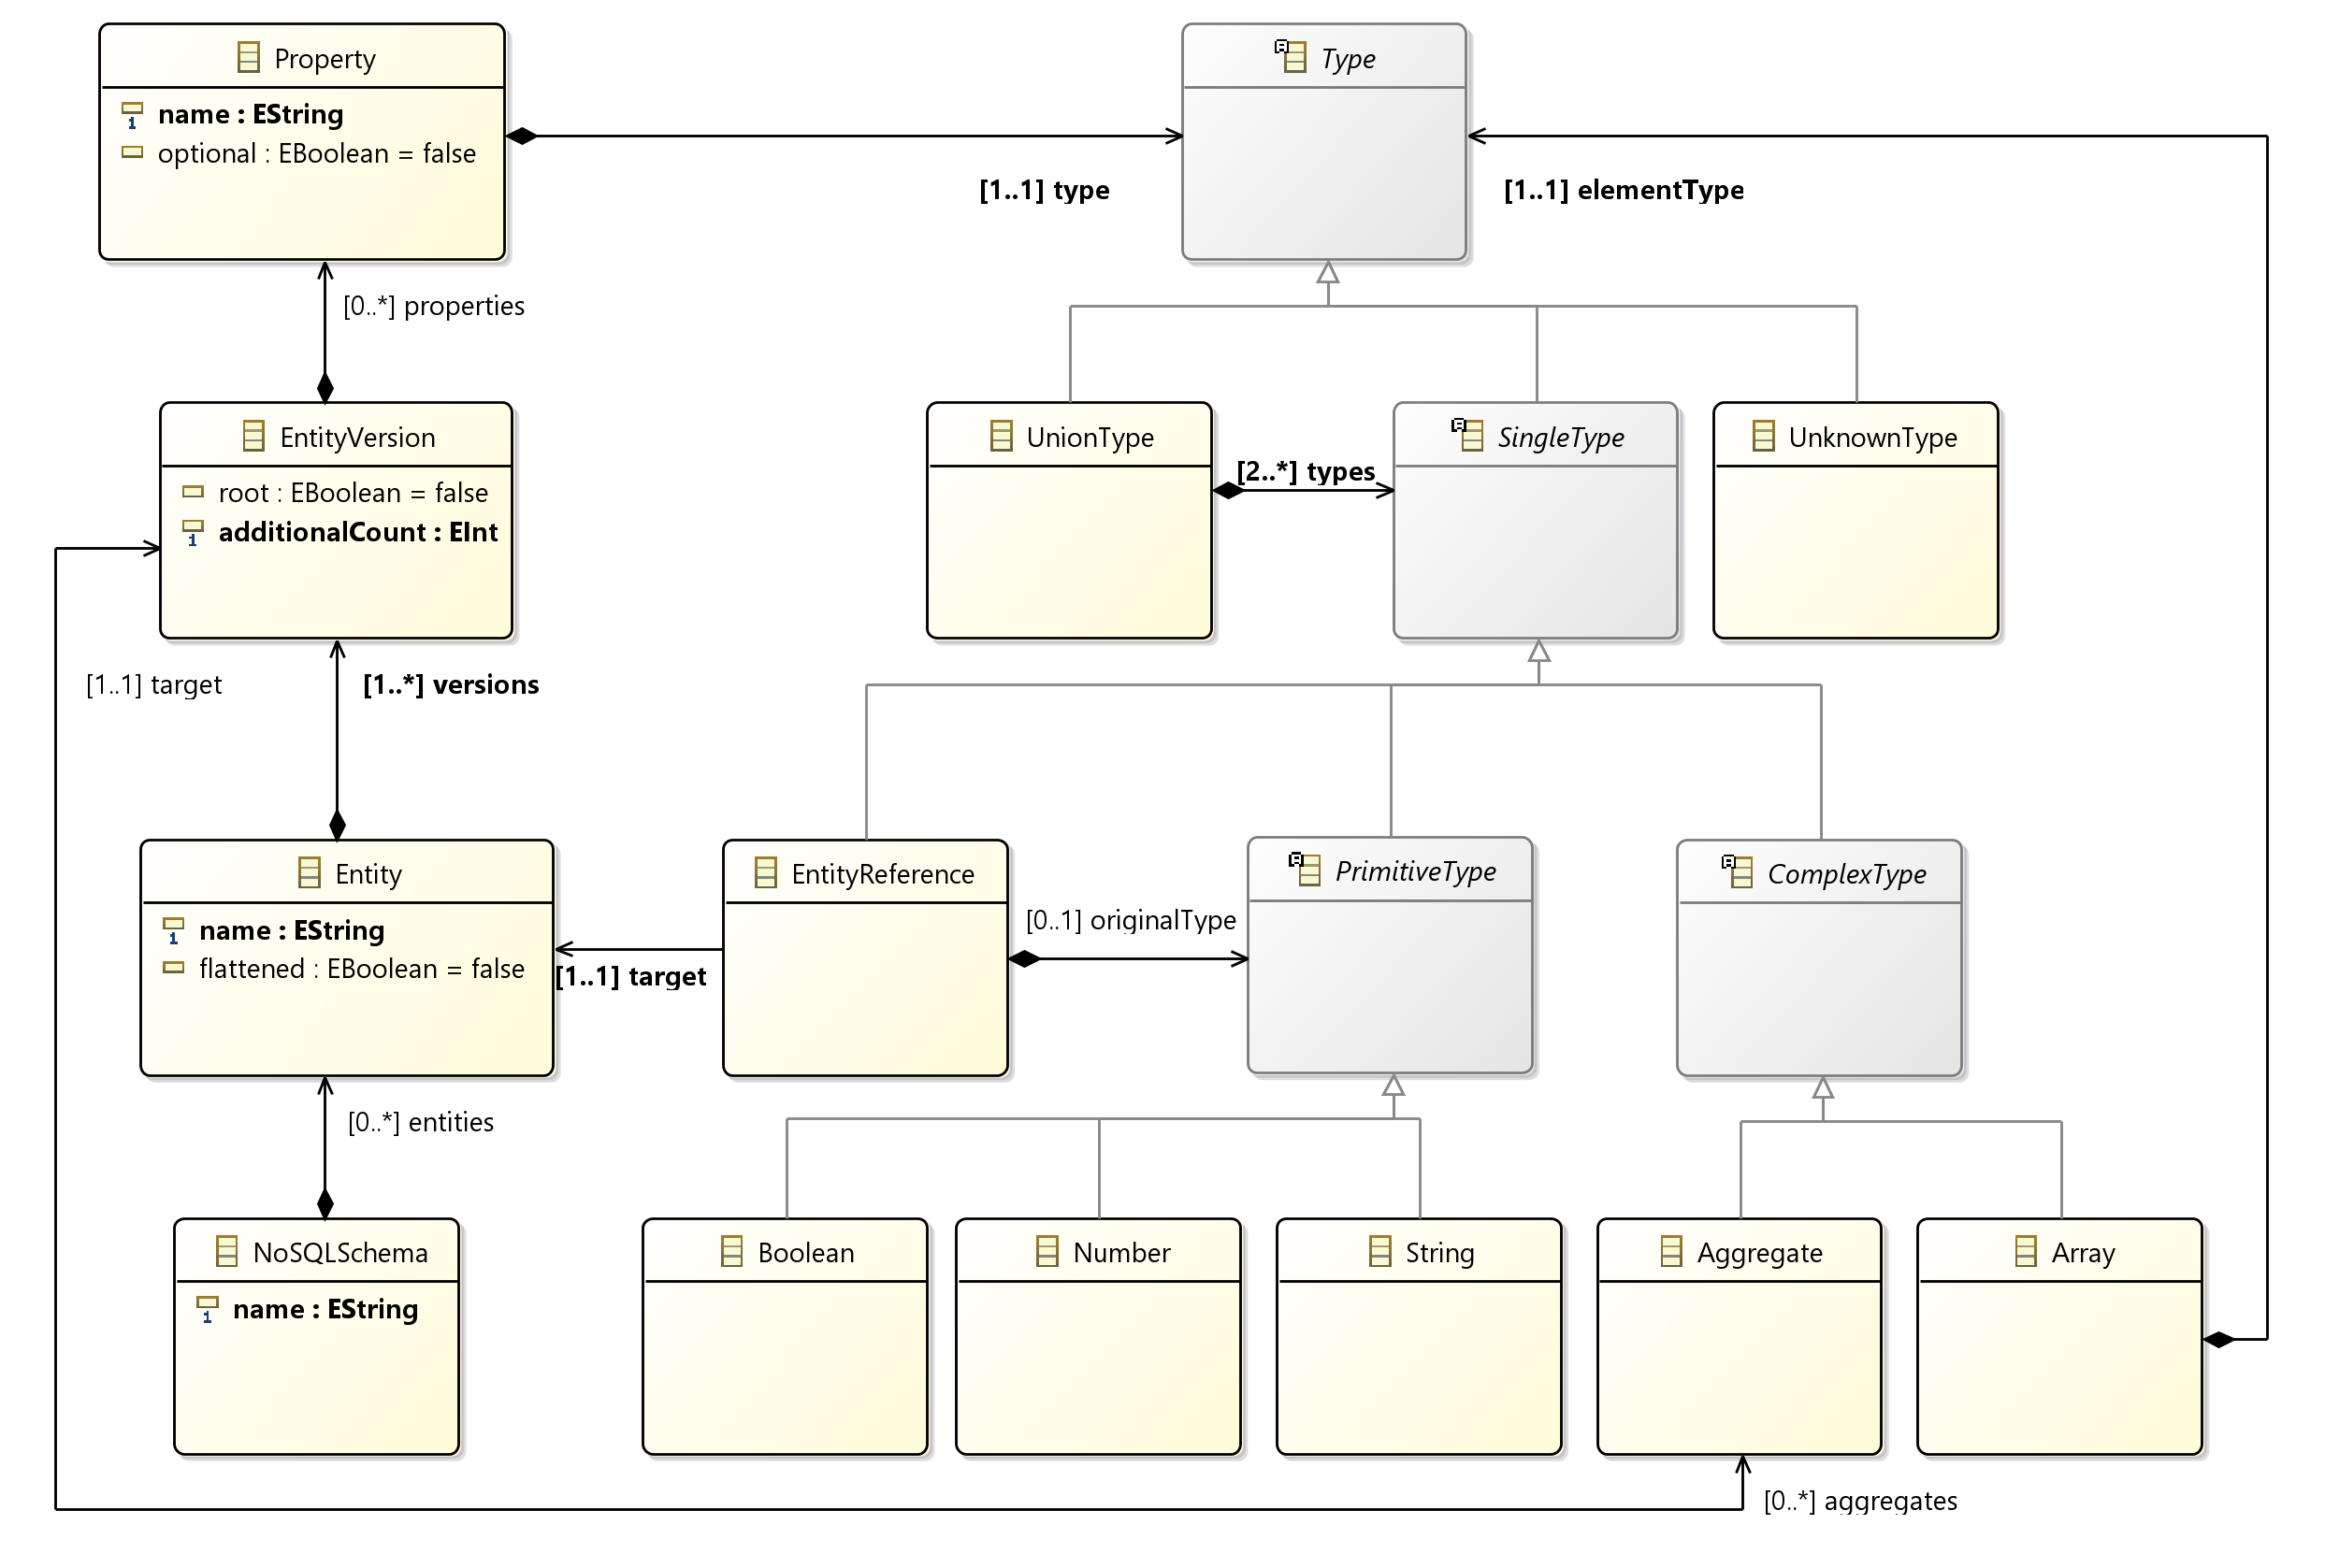 Property
name : EString
optional : EBoolean = false
Type
[1..1] type
[1..1] elementType
[0..*] properties
EntityVersion
root : EBoolean = false
additionalCount : EInt
UnionType
[2..*] types
SingleType
UnknownType
[1..1] target
[1..*] versions
Entity
name : EString
flattened : EBoolean = false
[1..1] target
EntityReference
[0..1] originalType
PrimitiveType
ComplexType
[0..*] entities
NoSQLSchema
name : EString
Boolean
Number
String
Aggregate
Array
[0..*] aggregates